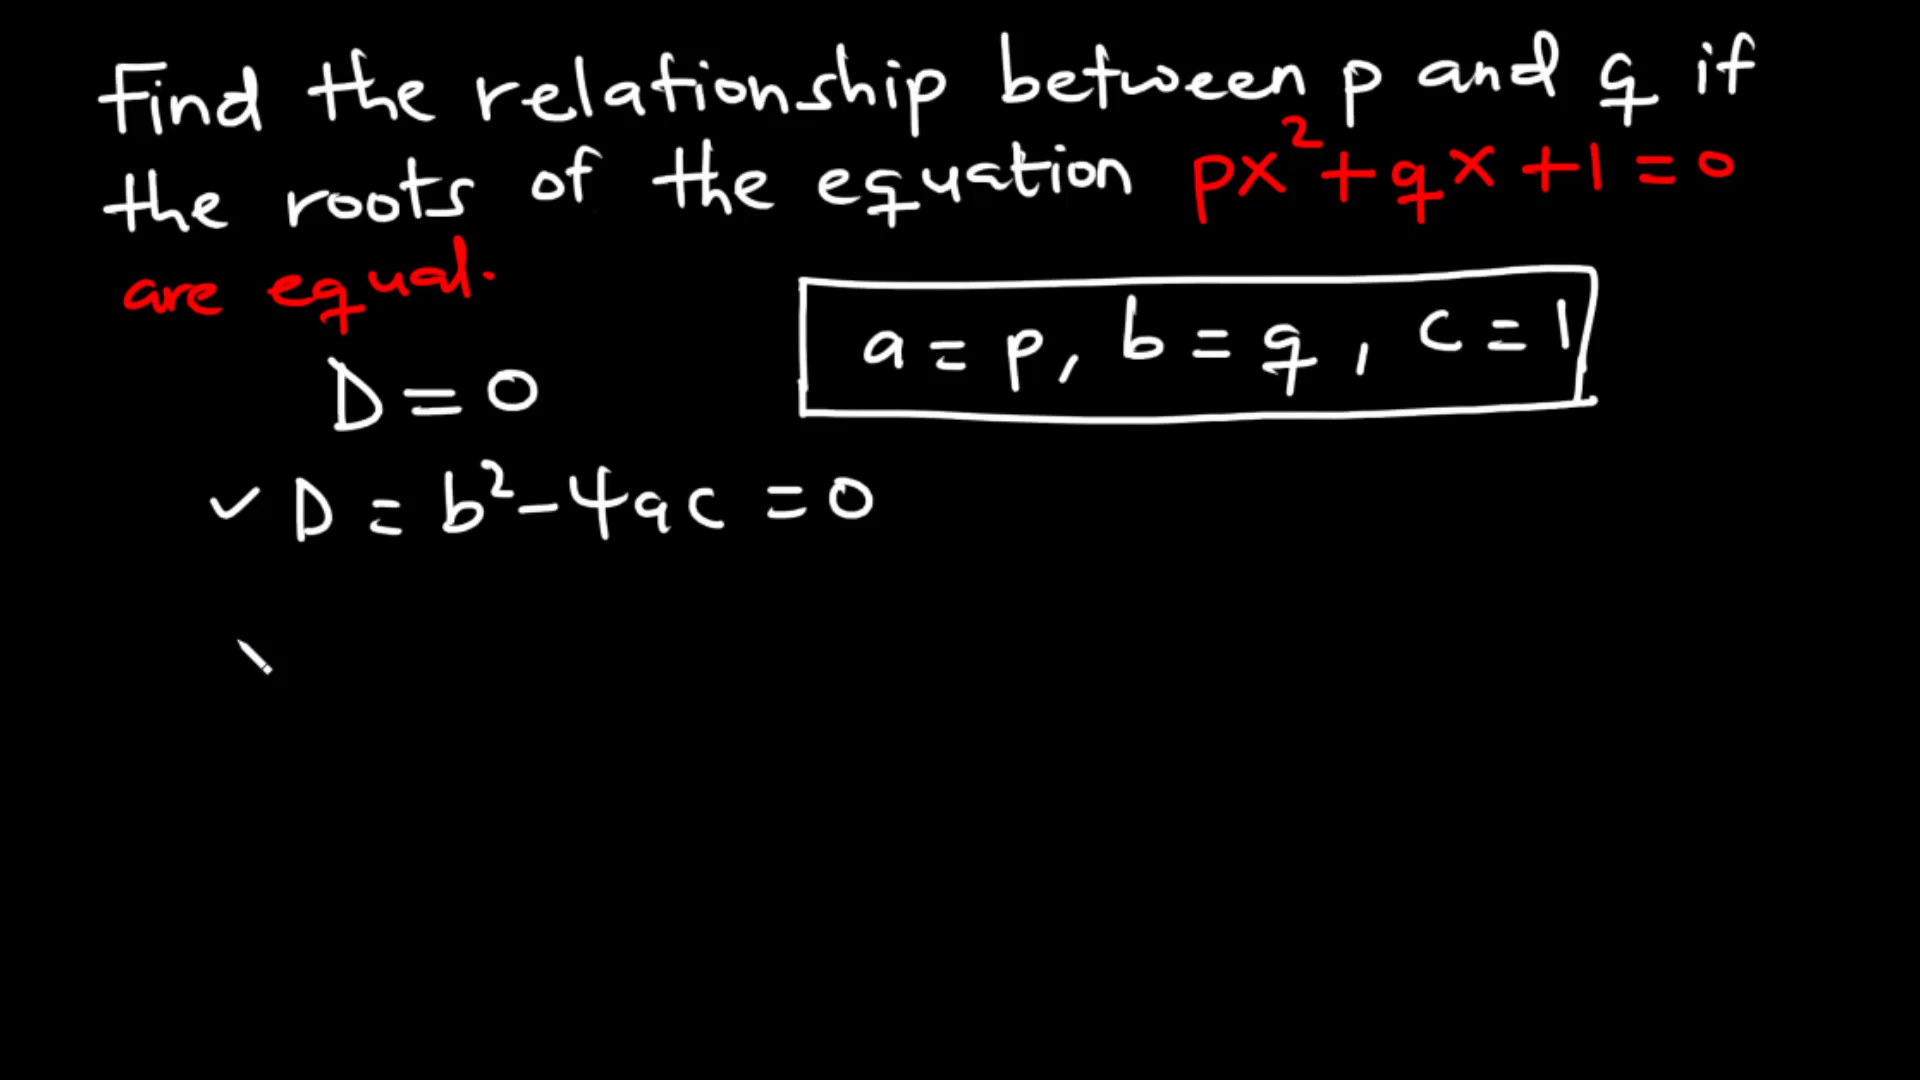 Find the relationship between p and q if
the roots of the equation px²+qx+1=0
are equal.
a=p, b=q, c=1
D=0
✓ D = b²-4ac = 0